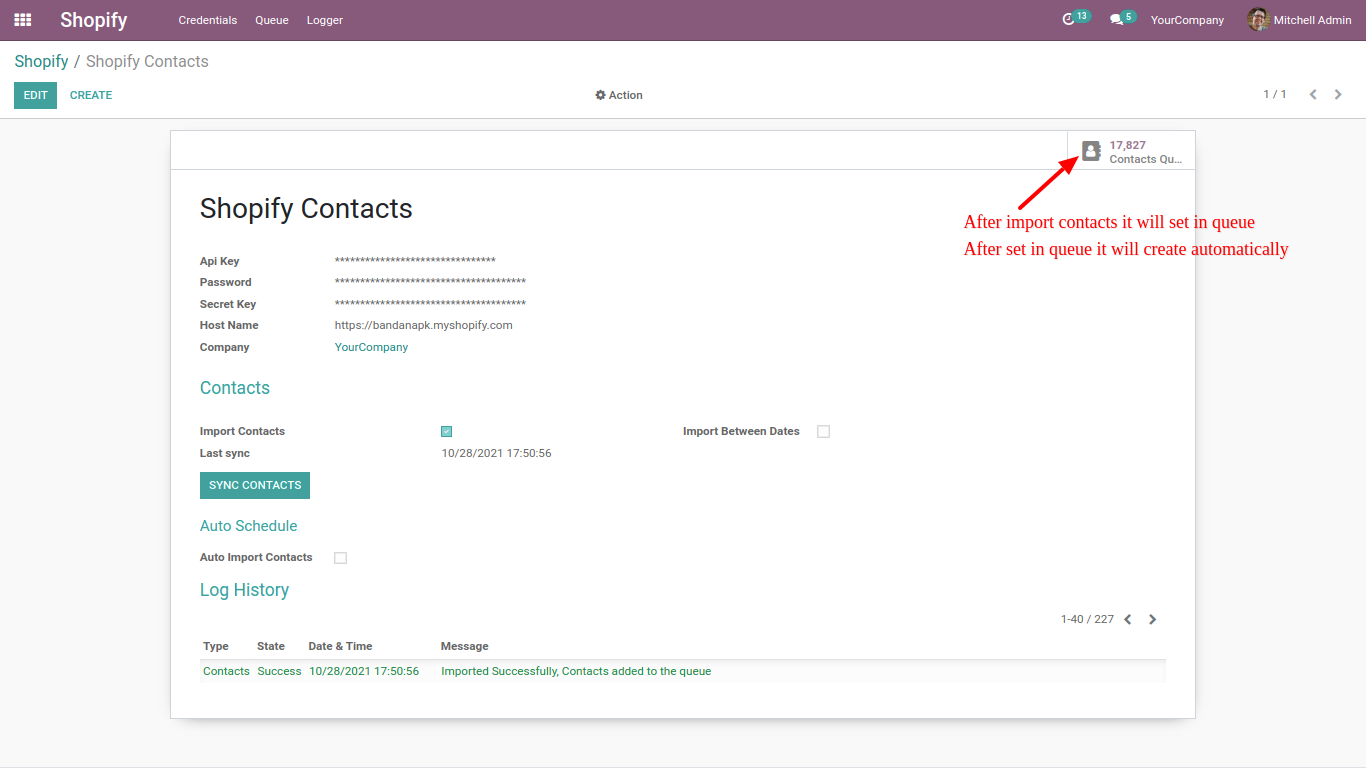 Shopify Credentials Queue Logger 13 5 YourCompany Mitchell Admin
Shopify / Shopify Contacts
EDIT CREATE Action 1 / 1
17,827
Contacts Qu...
Shopify Contacts
After import contacts it will set in queue
After set in queue it will create automatically
Api Key ********************************
Password **************************************
Secret Key **************************************
Host Name https://bandanapk.myshopify.com
Company YourCompany
Contacts
Import Contacts Import Between Dates
Last sync 10/28/2021 17:50:56
SYNC CONTACTS
Auto Schedule
Auto Import Contacts
Log History
1-40 / 227
Type State Date & Time Message
Contacts Success 10/28/2021 17:50:56 Imported Successfully, Contacts added to the queue